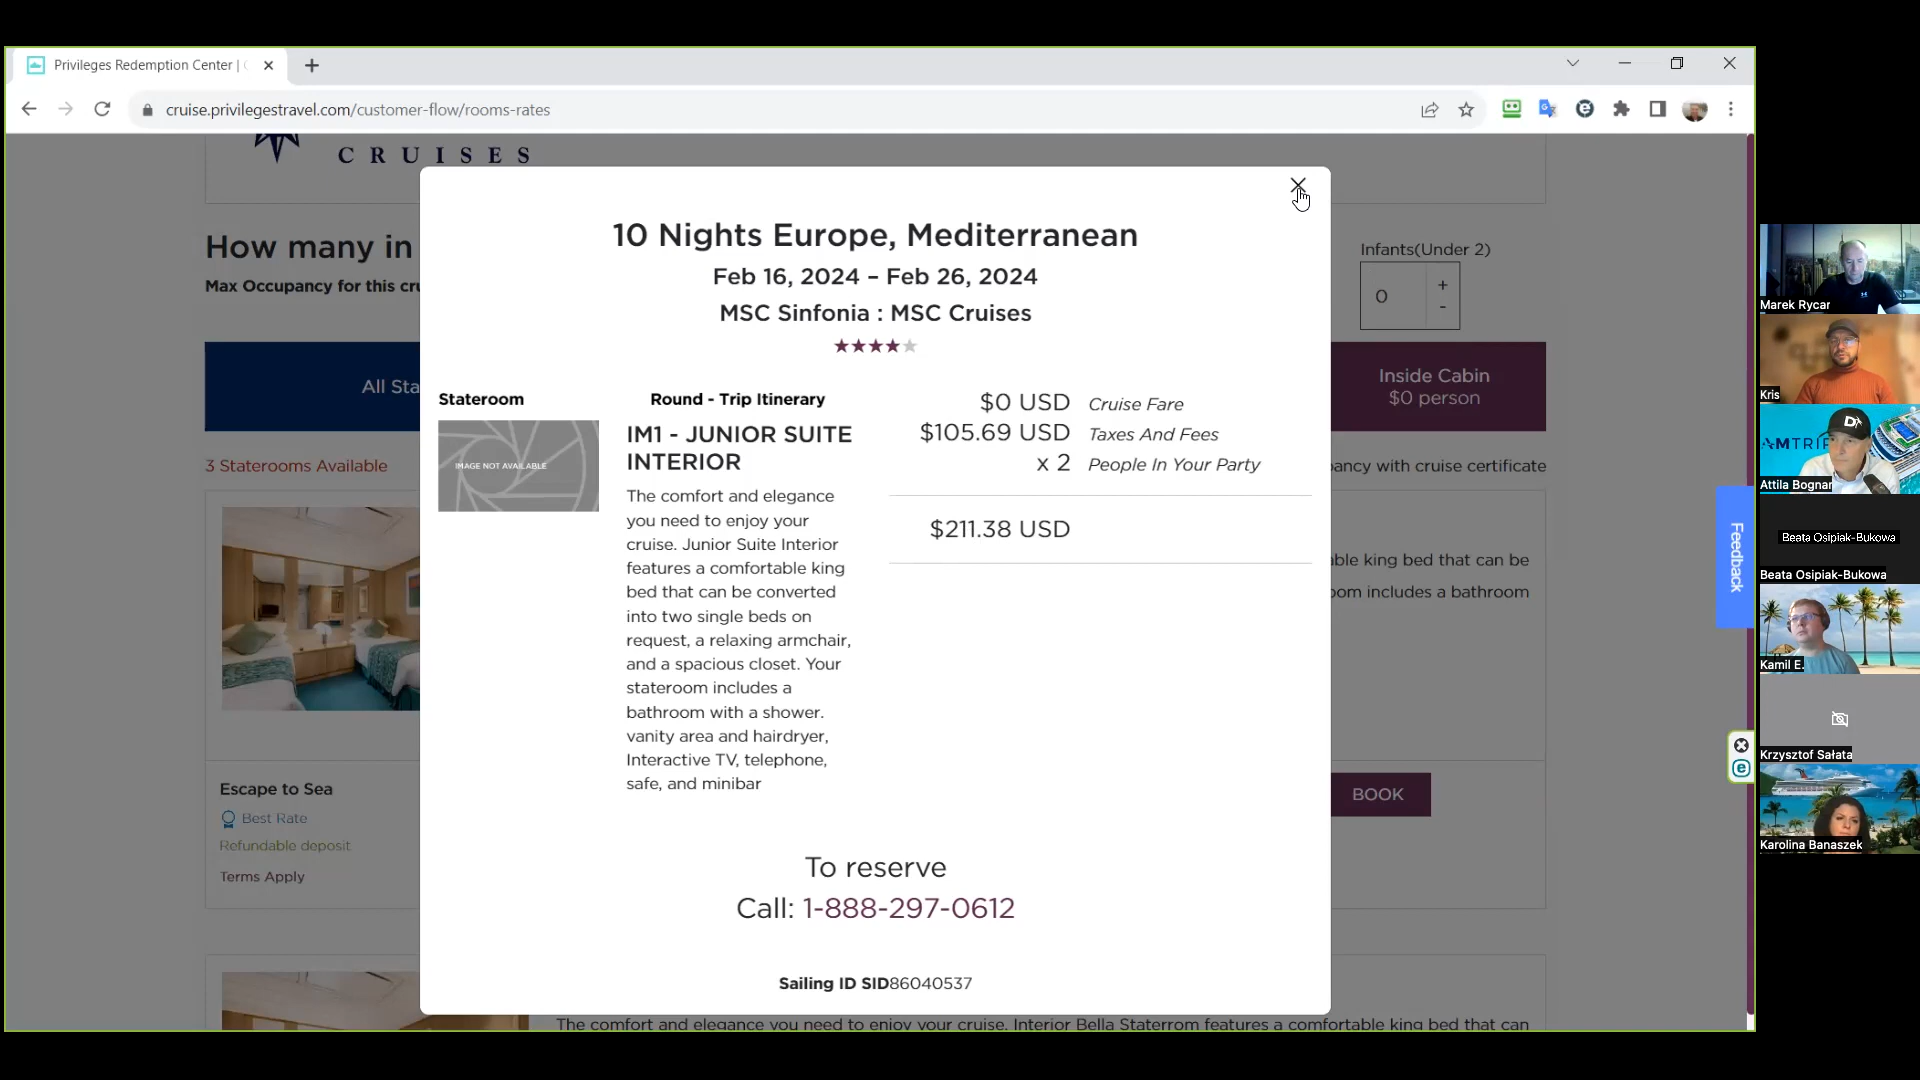 Privileges Redemption Center |
cruise.privilegestravel.com/customer-flow/rooms-rates
CRUISES
How many in
Max Occupancy for this cru
Infants(Under 2)
0
+
-
All Sta
Inside Cabin
$0 person
3 Staterooms Available
pancy with cruise certificate
able king bed that can be
oom includes a bathroom
Escape to Sea
Best Rate
Refundable deposit
Terms Apply
BOOK
The comfort and elegance you need to enjoy your cruise. Interior Bella Staterrom features a comfortable king bed that can
Feedback
10 Nights Europe, Mediterranean
Feb 16, 2024 – Feb 26, 2024
MSC Sinfonia : MSC Cruises
Stateroom
IMAGE NOT AVAILABLE
Round - Trip Itinerary
IM1 - JUNIOR SUITE
INTERIOR
The comfort and elegance
you need to enjoy your
cruise. Junior Suite Interior
features a comfortable king
bed that can be converted
into two single beds on
request, a relaxing armchair,
and a spacious closet. Your
stateroom includes a
bathroom with a shower.
vanity area and hairdryer,
Interactive TV, telephone,
safe, and minibar
$0 USD Cruise Fare
$105.69 USD Taxes And Fees
x 2 People In Your Party
$211.38 USD
To reserve
Call: 1-888-297-0612
Sailing ID SID86040537
Marek Rycar
Kris
Attila Bognar
Beata Osipiak-Bukowa
Beata Osipiak-Bukowa
Kamil E.
Krzysztof Sałata
Karolina Banaszek